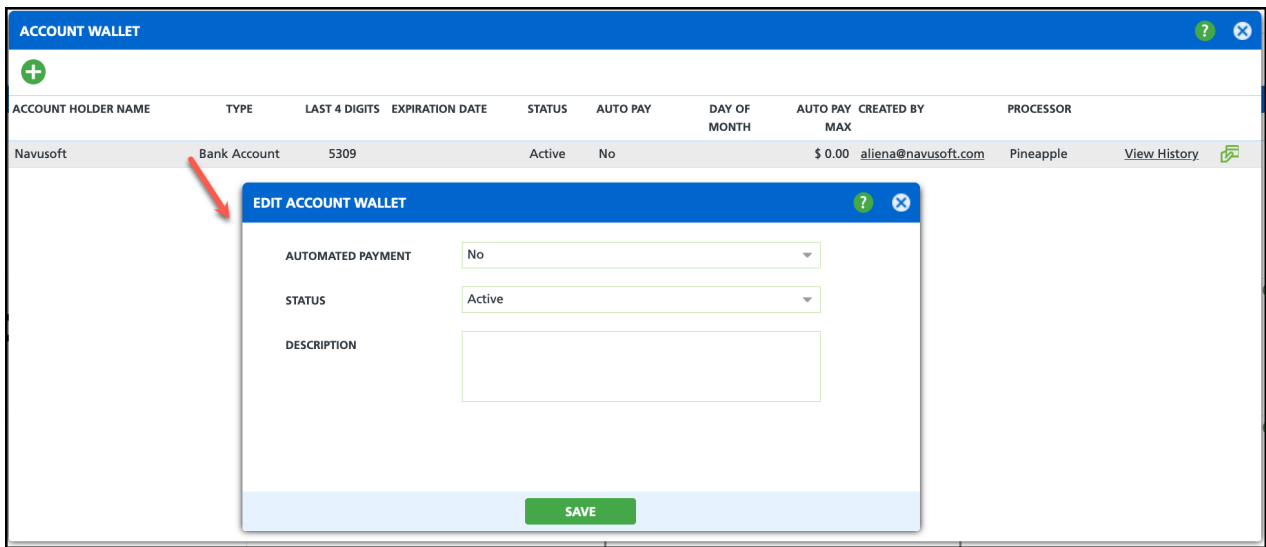 ACCOUNT WALLET
?
ACCOUNT HOLDER NAME TYPE LAST 4 DIGITS EXPIRATION DATE STATUS AUTO PAY DAY OF MONTH AUTO PAY MAX CREATED BY PROCESSOR
Navusoft Bank Account 5309 Active No $ 0.00 aliena@navusoft.com Pineapple View History
EDIT ACCOUNT WALLET ?
AUTOMATED PAYMENT No
STATUS Active
DESCRIPTION
SAVE